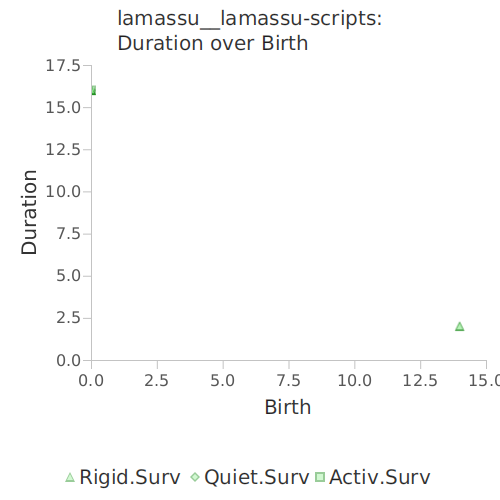 lamassu__lamassu-scripts:
Duration over Birth
17.5
15.0
12.5
10.0
7.5
5.0
2.5
0.0
Duration
0.0 2.5 5.0 7.5 10.0 12.5 15.0
Birth
Rigid.Surv Quiet.Surv Activ.Surv